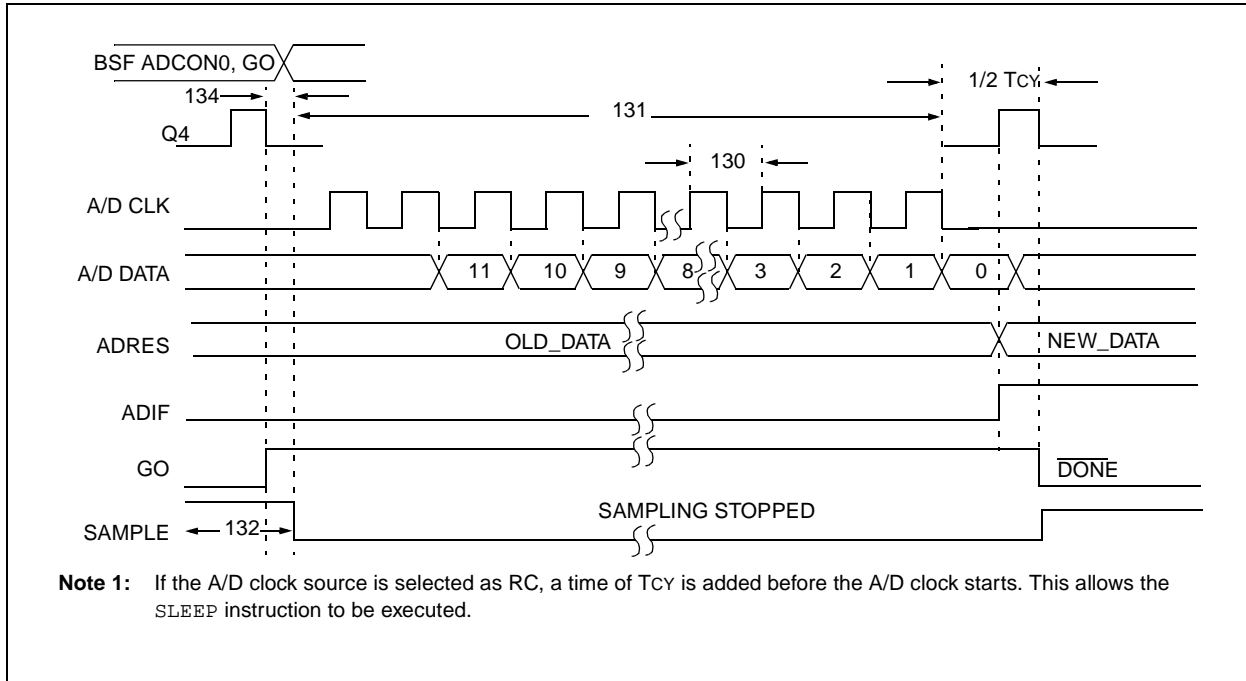 BSF ADCON0, GO
1/2 TCY
134
131
Q4
130
A/D CLK
A/D DATA 11 10 9 8 3 2 1 0
ADRES OLD_DATA NEW_DATA
ADIF
GO DONE
SAMPLING STOPPED
SAMPLE 132
Note 1: If the A/D clock source is selected as RC, a time of TCY is added before the A/D clock starts. This allows the
SLEEP instruction to be executed.